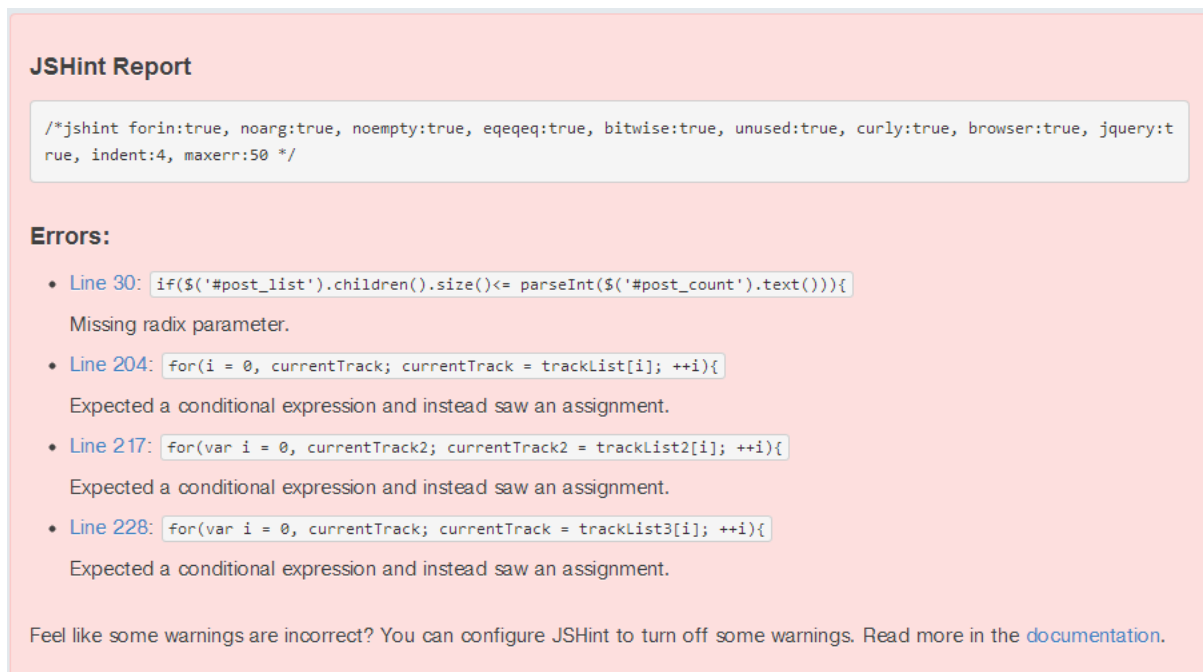 JSHint Report
/*jshint forin:true, noarg:true, noempty:true, eqeqeq:true, bitwise:true, unused:true, curly:true, browser:true, jquery:t
rue, indent:4, maxerr:50 */
Errors:
• Line 30: if($('#post_list').children().size()<= parseInt($('#post_count').text())){
Missing radix parameter.
• Line 204: for(i = 0, currentTrack; currentTrack = trackList[i]; ++i){
Expected a conditional expression and instead saw an assignment.
• Line 217: for(var i = 0, currentTrack2; currentTrack2 = trackList2[i]; ++i){
Expected a conditional expression and instead saw an assignment.
• Line 228: for(var i = 0, currentTrack; currentTrack = trackList3[i]; ++i){
Expected a conditional expression and instead saw an assignment.
Feel like some warnings are incorrect? You can configure JSHint to turn off some warnings. Read more in the documentation.